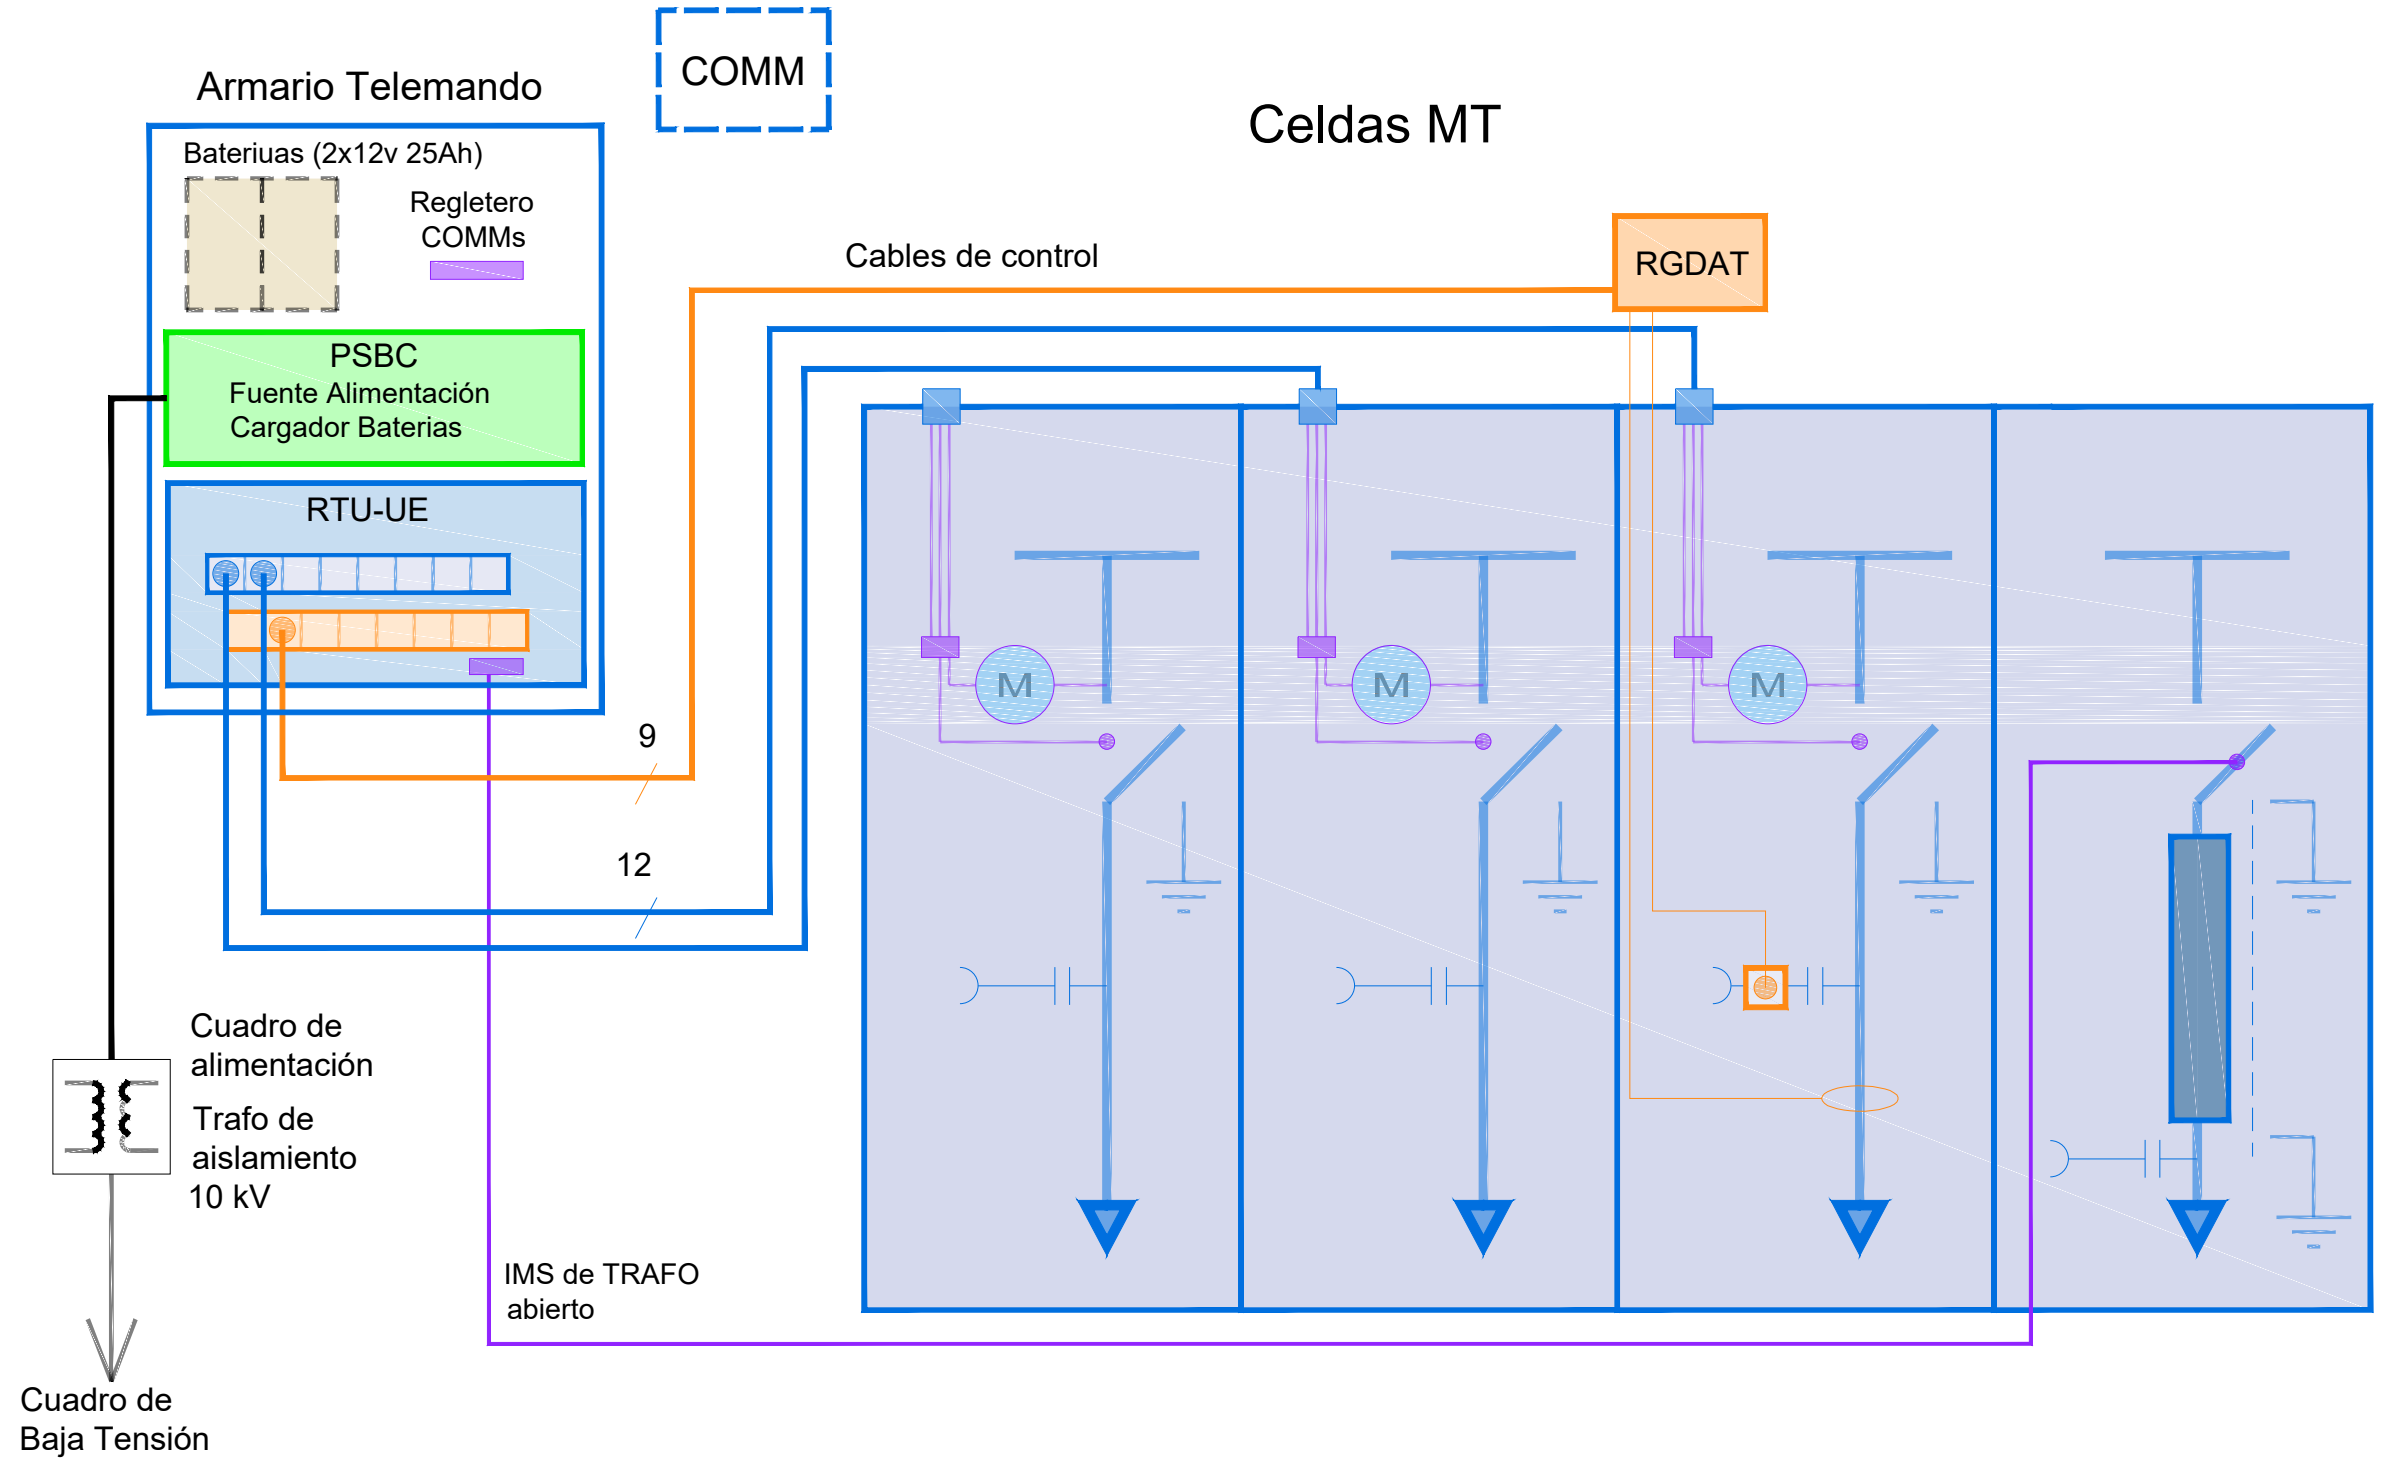 COMM
Armario Telemando
Celdas MT
Bateriuas (2x12v 25Ah)
Regletero
COMMs
Cables de control
RGDAT
PSBC
Fuente Alimentación
Cargador Baterias
RTU-UE
M
M
M
9
12
Cuadro de
alimentación
Trafo de
aislamiento
10 kV
IMS de TRAFO
abierto
Cuadro de
Baja Tensión